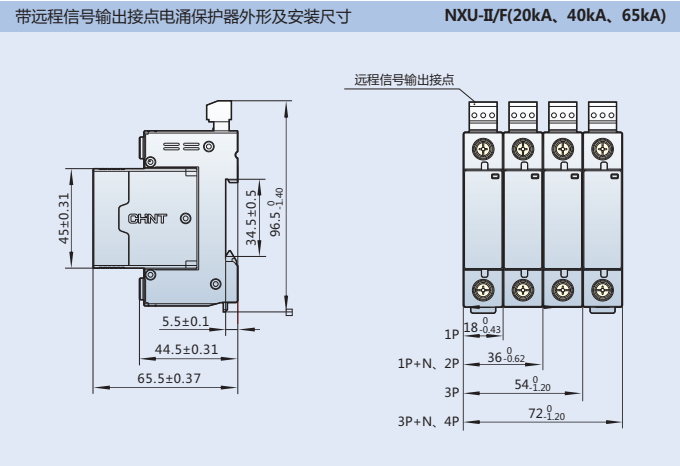 带远程信号输出接点电涌保护器外形及安装尺寸
NXU-Ⅱ/F(20kA、40kA、65kA)
远程信号输出接点
CHNT
45±0.31
34.5±0.5
96.5 0 -1.40
5.5±0.1
44.5±0.31
65.5±0.37
1P
18 0 -0.43
1P+N、2P
36 0 -0.62
3P
54 0 -1.20
3P+N、4P
72 0 -1.20